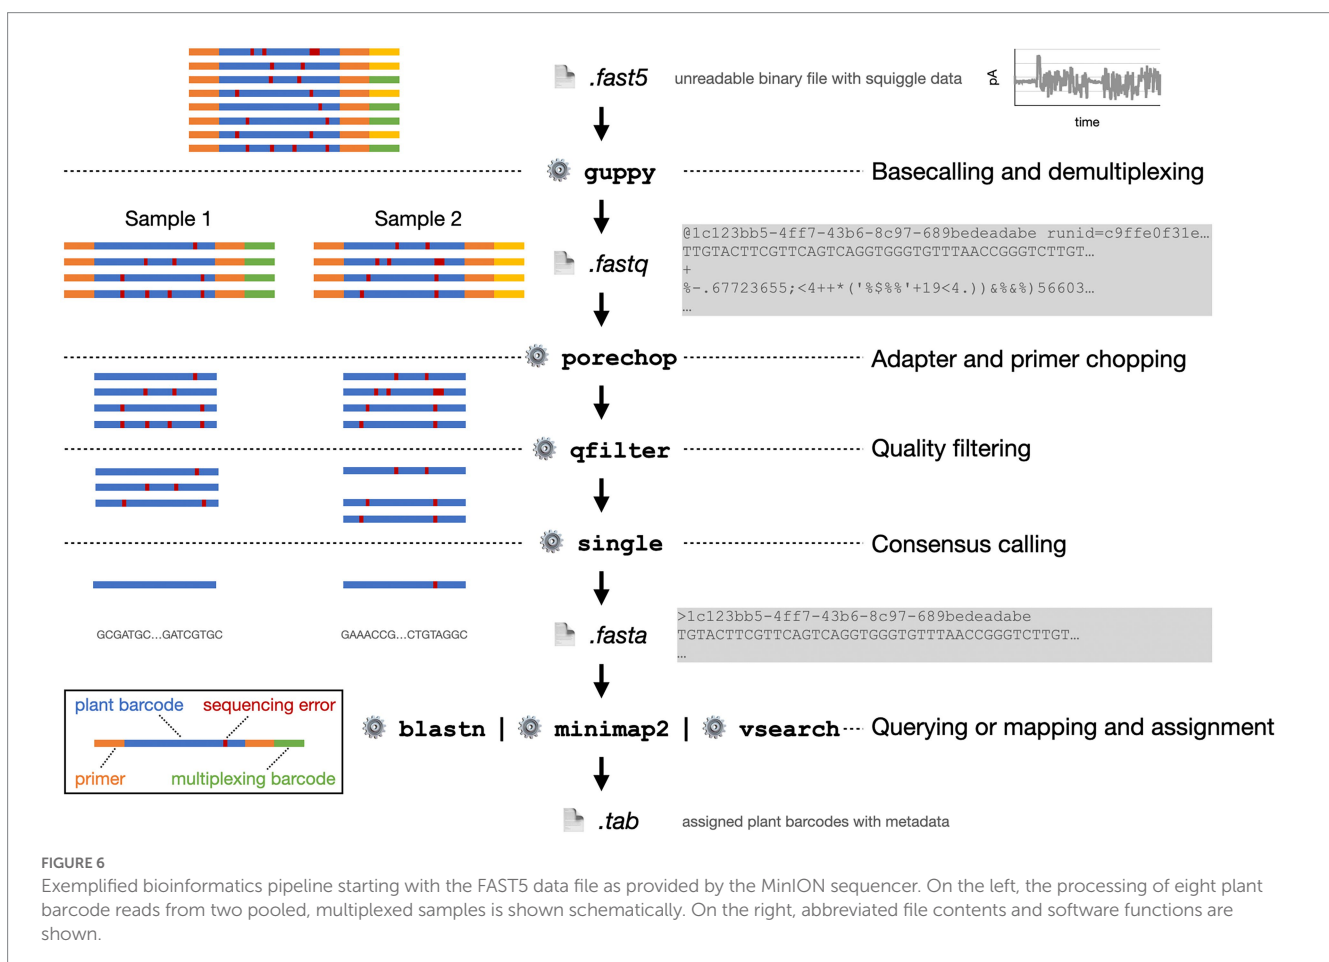 .fast5 unreadable binary file with squiggle data
pA
time
guppy Basecalling and demultiplexing
Sample 1 Sample 2
.fastq
@1c123bb5-4ff7-43b6-8c97-689bedeadabe runid=c9ffe0f31e…
TTGTACTTCGTTCAGTCAGGTGGGTGTTTAACCGGGTCTTGT…
+
%-.67723655;<4++*('%$%%'+19<4.))&%&%)56603…
…
porechop Adapter and primer chopping
qfilter Quality filtering
single Consensus calling
GCGATGC...GATCGTGC GAAACCG...CTGTAGGC
.fasta
>1c123bb5-4ff7-43b6-8c97-689bedeadabe
TGTACTTCGTTCAGTCAGGTGGGTGTTTAACCGGGTCTTGT…
…
plant barcode sequencing error
primer multiplexing barcode
blastn | minimap2 | vsearch Querying or mapping and assignment
.tab assigned plant barcodes with metadata
FIGURE 6
Exemplified bioinformatics pipeline starting with the FAST5 data file as provided by the MinION sequencer. On the left, the processing of eight plant
barcode reads from two pooled, multiplexed samples is shown schematically. On the right, abbreviated file contents and software functions are
shown.